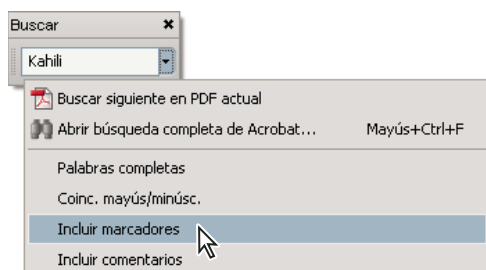 Buscar
Kahili
Buscar siguiente en PDF actual
Abrir búsqueda completa de Acrobat... Mayús+Ctrl+F
Palabras completas
Coinc. mayús/minúsc.
Incluir marcadores
Incluir comentarios